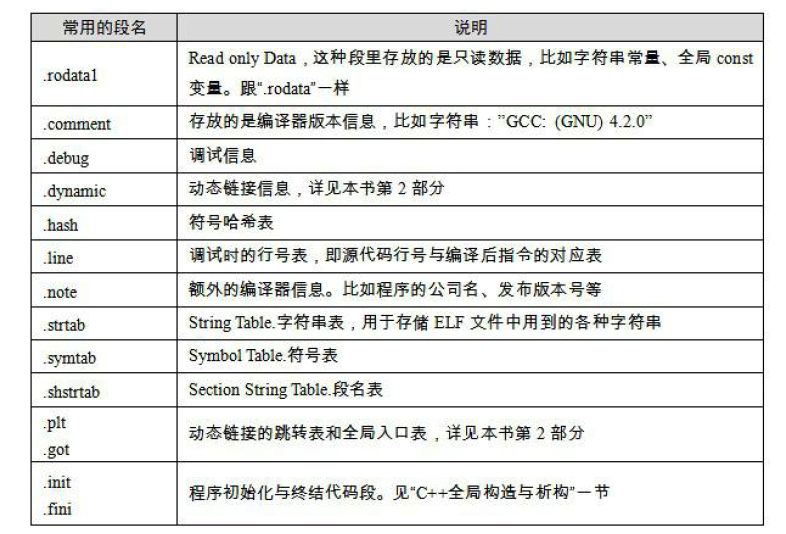 常用的段名 说明
.rodata1 Read only Data，这种段里存放的是只读数据，比如字符串常量、全局 const
变量。跟".rodata"一样
.comment 存放的是编译器版本信息，比如字符串：”GCC: (GNU) 4.2.0”
.debug 调试信息
.dynamic 动态链接信息，详见本书第 2 部分
.hash 符号哈希表
.line 调试时的行号表，即源代码行号与编译后指令的对应表
.note 额外的编译器信息。比如程序的公司名、发布版本号等
.strtab String Table.字符串表，用于存储 ELF 文件中用到的各种字符串
.symtab Symbol Table.符号表
.shstrtab Section String Table.段名表
.plt
.got
动态链接的跳转表和全局入口表，详见本书第 2 部分
.init
.fini
程序初始化与终结代码段。见“C++全局构造与析构”一节